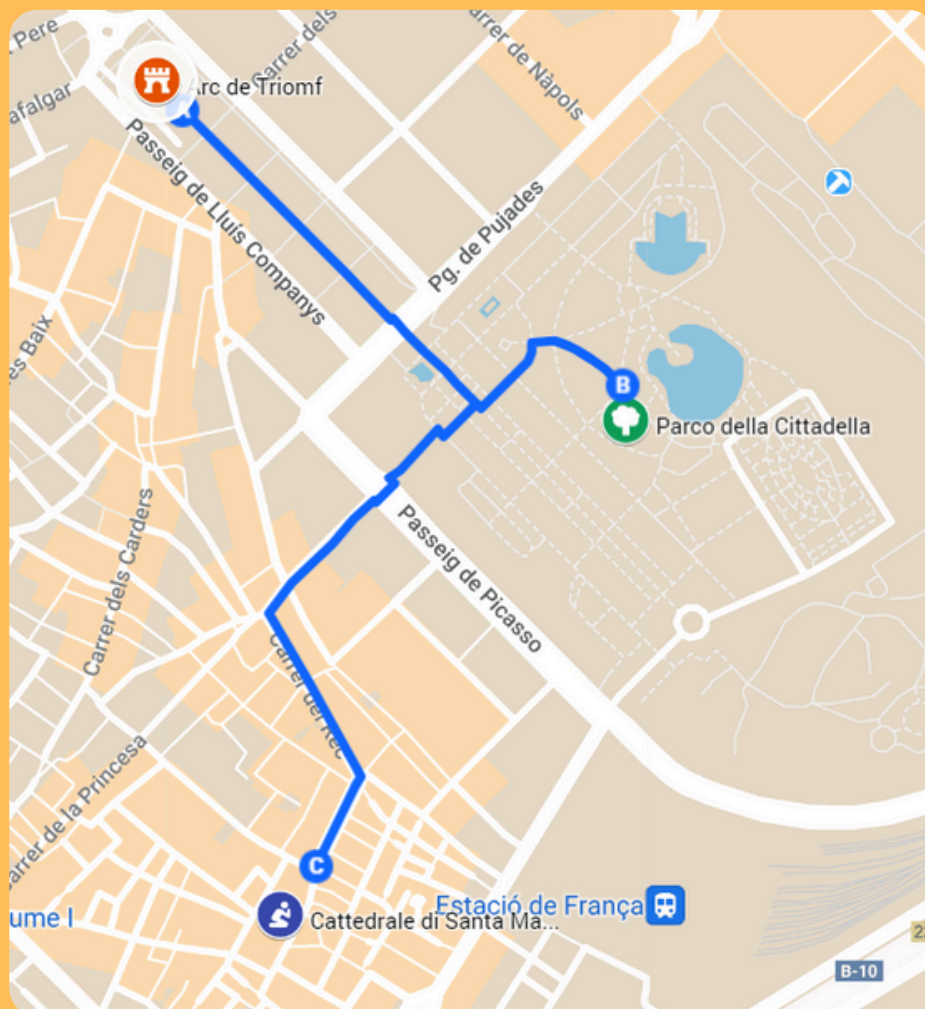 Pere
Carrer dels
Carrer de Nàpols
afalgar
Arc de Triomf
A
Passeig de Lluís Companys
Pg. de Pujades
es Baix
B
Parco della Cittadella
Carrer dels Carders
Passeig de Picasso
Carrer del Rec
Carrer de la Princesa
C
Estació de França
ume I
Cattedrale di Santa Ma...
B-10